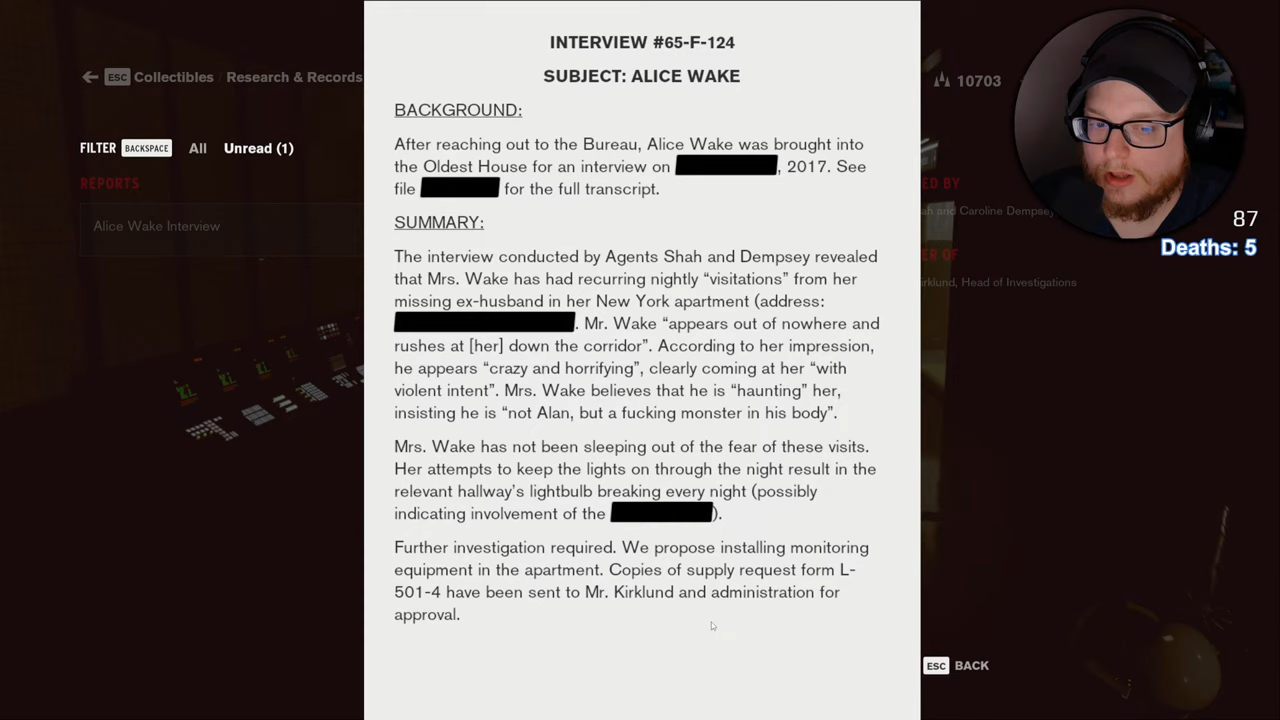 INTERVIEW #65-F-124
SUBJECT: ALICE WAKE
BACKGROUND:
After reaching out to the Bureau, Alice Wake was brought into
the Oldest House for an interview on , 2017. See
file for the full transcript.
SUMMARY:
The interview conducted by Agents Shah and Dempsey revealed
that Mrs. Wake has had recurring nightly “visitations” from her
missing ex-husband in her New York apartment (address:
. Mr. Wake “appears out of nowhere and
rushes at [her] down the corridor”. According to her impression,
he appears “crazy and horrifying”, clearly coming at her “with
violent intent”. Mrs. Wake believes that he is “haunting” her,
insisting he is “not Alan, but a fucking monster in his body”.
Mrs. Wake has not been sleeping out of the fear of these visits.
Her attempts to keep the lights on through the night result in the
relevant hallway’s lightbulb breaking every night (possibly
indicating involvement of the ).
Further investigation required. We propose installing monitoring
equipment in the apartment. Copies of supply request form L-
501-4 have been sent to Mr. Kirklund and administration for
approval.
ESC Collectibles / Research & Records
FILTER BACKSPACE All Unread (1)
REPORTS
Alice Wake Interview
10703
87
Deaths: 5
ED BY
ah and Caroline Dempsey
ER OF
irklund, Head of Investigations
ESC BACK